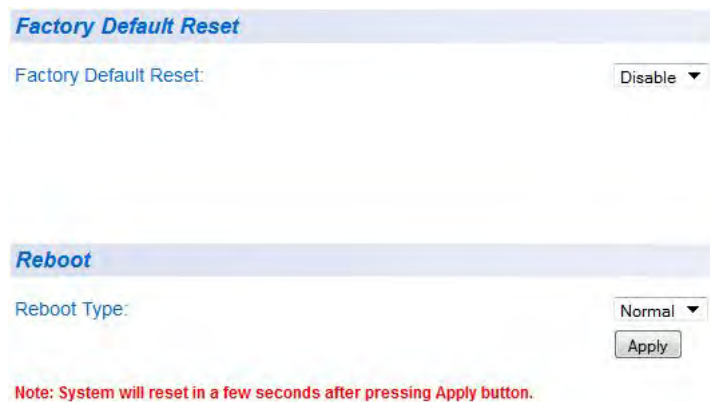 Factory Default Reset
Factory Default Reset: Disable
Reboot
Reboot Type: Normal
Apply
Note: System will reset in a few seconds after pressing Apply button.